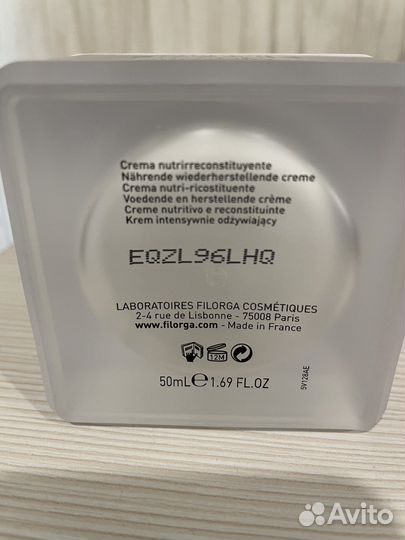 Crema nutrirreconstituyente
Nährende wiederherstellende creme
Crema nutri-ricostituente
Voedende en herstellende crème
Creme nutritivo e reconstituinte
Krem intensywnie odżywiający
EQZL96LHQ
LABORATOIRES FILORGA COSMÉTIQUES
2-4 rue de Lisbonne - 75008 Paris
www.filorga.com - Made in France
12M
50mL℮1.69 FL.OZ
5V128AE
Avito